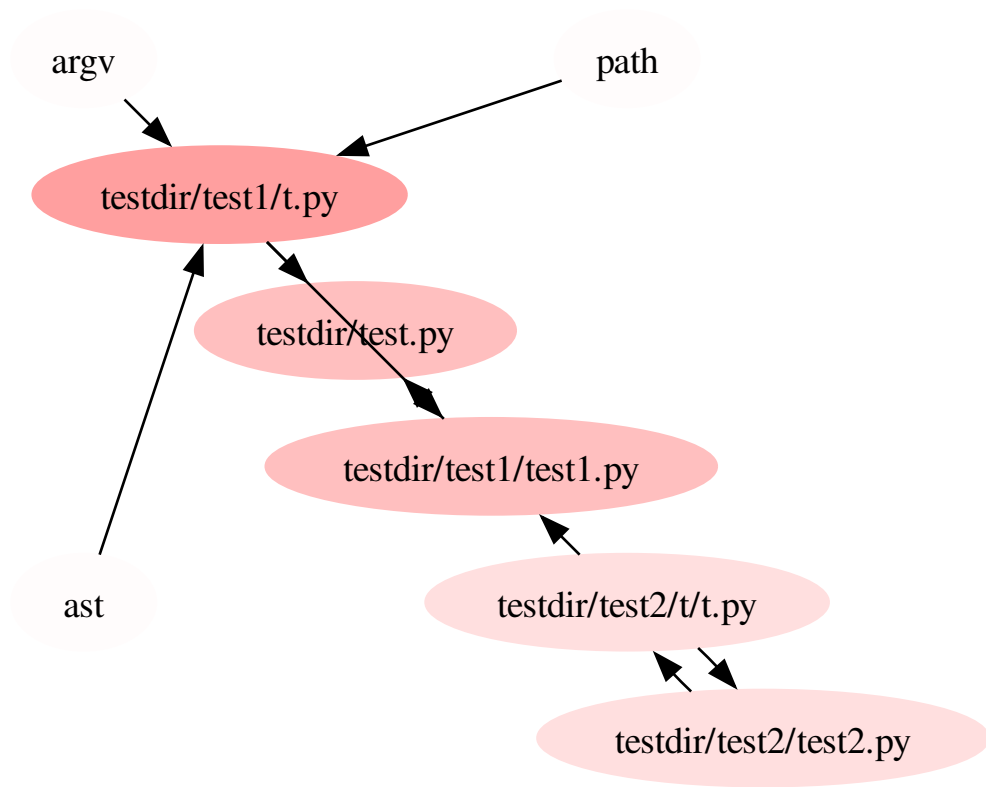 argv
path
testdir/test1/t.py
testdir/test.py
testdir/test1/test1.py
ast
testdir/test2/t/t.py
testdir/test2/test2.py